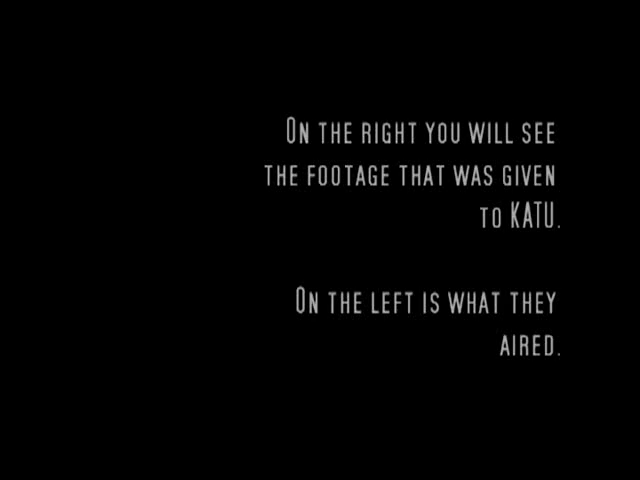 On the right you will see
the footage that was given
to KATU.
On the left is what they
aired.